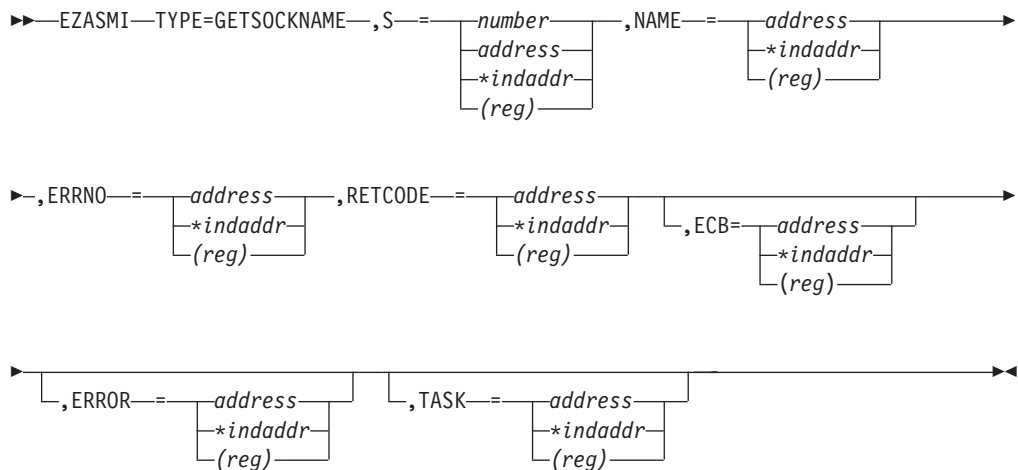 EZASMI TYPE=GETSOCKNAME ,S = number ,NAME = address
address *indaddr
*indaddr (reg)
(reg)
,ERRNO = address ,RETCODE = address ,ECB= address
*indaddr *indaddr *indaddr
(reg) (reg) (reg)
,ERROR = address ,TASK = address
*indaddr *indaddr
(reg) (reg)